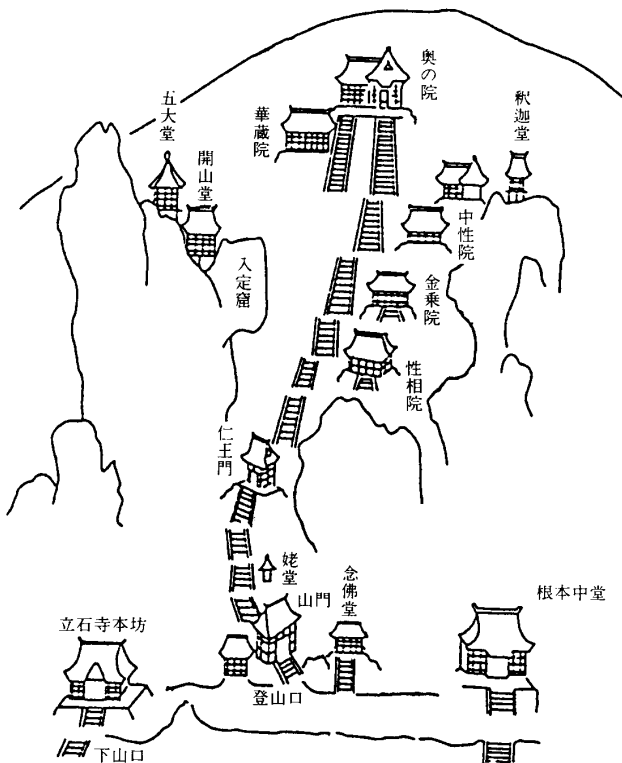 奥の院
五大堂
華蔵院
釈迦堂
開山堂
中性院
入定窟
金乗院
性相院
仁王門
姥堂
念佛堂
山門
根本中堂
立石寺本坊
登山口
下山口